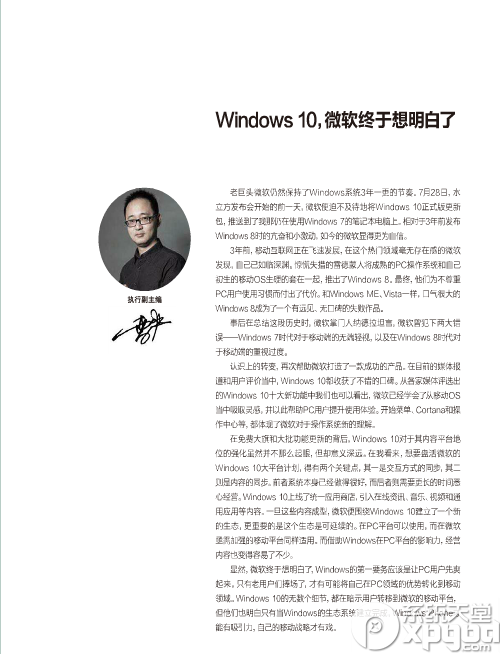 Windows 10，微软终于想明白了
老巨头微软仍然保持了Windows系统3年一更的节奏。7月28日，水
立方发布会开始的前一天，微软便迫不及待地将Windows 10正式版更新
包，推送到了我那仍在使用Windows 7的笔记本电脑上。相对于3年前发布
Windows 8时的亢奋和小激动，如今的微软显得更为自信。
3年前，移动互联网正在飞速发展，在这个热门领域毫无存在感的微软
发现，自己已如临深渊。惊慌失措的雷德蒙人将成熟的PC操作系统和自己
初生的移动OS生硬的套在一起，推出了Windows 8。最终，他们为不尊重
PC用户使用习惯而付出了代价。和Windows ME、Vista一样，口气很大的
Windows 8成为了一个有远见、无口碑的失败作品。
执行副主编
事后在总结这段历史时，微软掌门人纳德拉坦言，微软曾犯下两大错
误——Windows 7时代对于移动端的无端轻视，以及在Windows 8时代对
于移动端的重视过度。
认识上的转变，再次帮助微软打造了一款成功的产品。在目前的媒体报
道和用户评价当中，Windows 10都收获了不错的口碑。从各家媒体评选出
的Windows 10十大新功能中我们也可以看出，微软已经学会了从移动OS
当中吸取灵感，并以此帮助PC用户提升使用体验。开始菜单、Cortana和操
作中心等，都体现了微软对于操作系统新的理解。
在免费大旗和大批功能更新的背后，Windows 10对于其内容平台地
位的强化虽然并不那么起眼，但却意义深远。在我看来，想要盘活微软的
Windows 10大平台计划，得有两个关键点，其一是交互方式的同步，其二
则是内容的同步。前者系统本身已经做得很好，而后者则需要更长的时间悉
心经营。Windows 10上线了统一应用商店，引入在线资讯、音乐、视频和通
用应用等内容，一旦这些内容成型，微软便围绕Windows 10建立了一个新
的生态，更重要的是这个生态是可延续的。在PC平台可以使用，而在微软
亟需加强的移动平台同样适用。而借助Windows在PC平台的影响力，经营
内容也变得容易了不少。
显然，微软终于想明白了，Windows的第一要务应该是让PC用户先爽
起来。只有老用户们捧场了，才有可能将自己在PC领域的优势转化到移动
领域。Windows 10的无数个细节，都在暗示用户转移到微软的移动平台，
但他们也明白只有当Windows的生态系统建立完成，Windows Phone才
能有吸引力，自己的移动战略才有戏。
系统天堂
xpgod.com